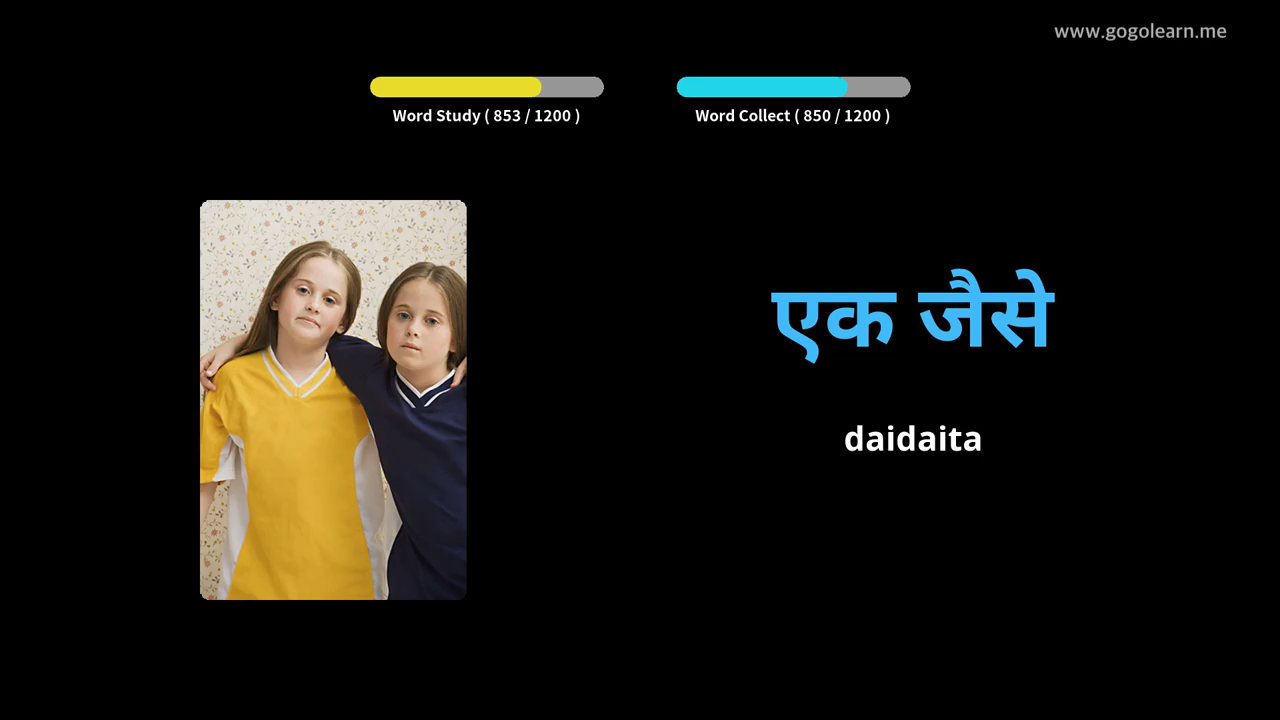 www.gogolearn.me
Word Study ( 853 / 1200 )
Word Collect ( 850 / 1200 )
एक जैसे
daidaita